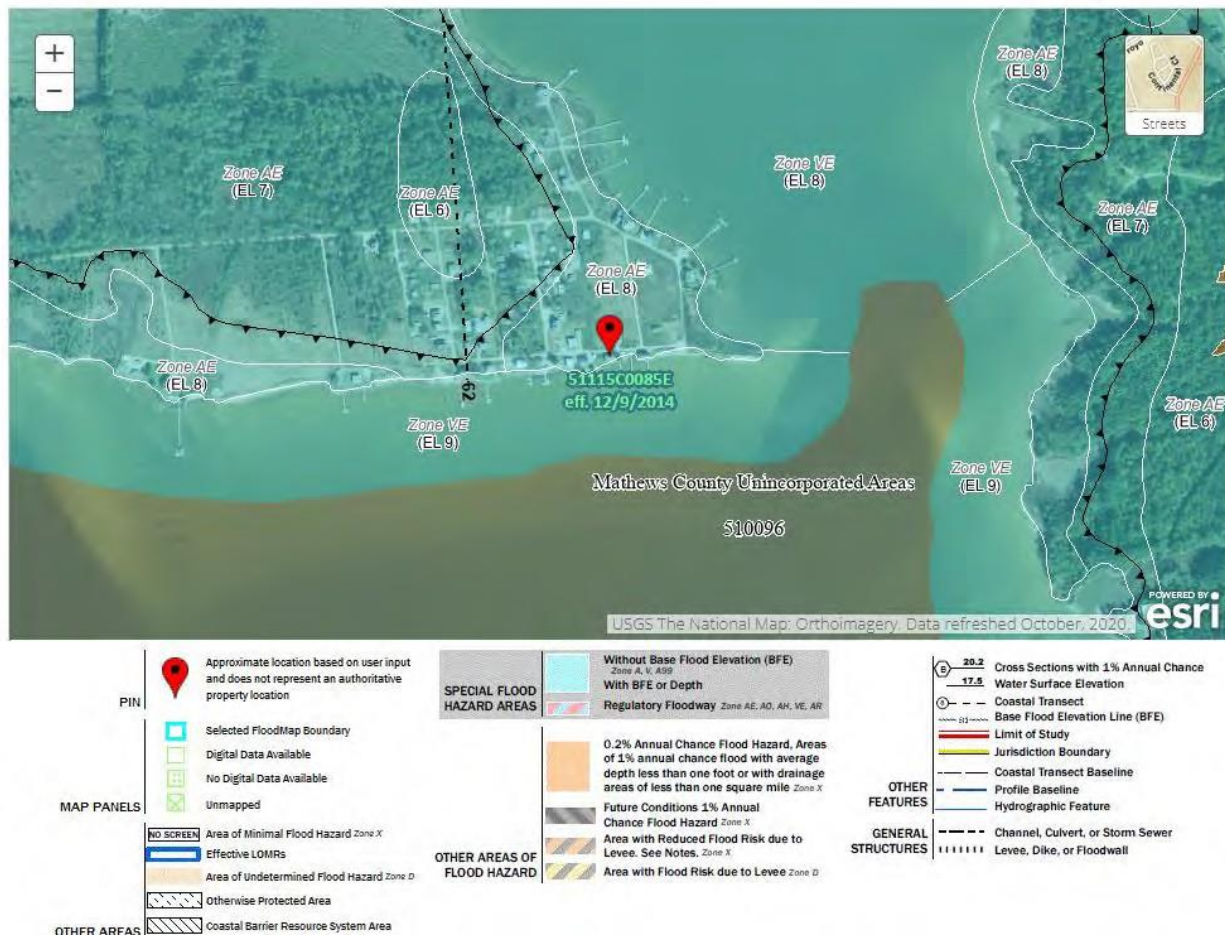 +
−
Zone AE
(EL 8)
royo
Continental
Streets
Zone AE
(EL 7)
Zone AE
(EL 6)
Zone VE
(EL 8)
Zone AE
(EL 7)
Zone AE
(EL 8)
Zone AE
(EL 8)
62
51115C0085E
eff. 12/9/2014
Zone VE
(EL 9)
Zone AE
(EL 6)
Zone VE
(EL 9)
Mathews County Unincorporated Areas
510096
USGS The National Map: Orthoimagery. Data refreshed October, 2020.
POWERED BY
esri
PIN
Approximate location based on user input
and does not represent an authoritative
property location
MAP PANELS
Selected FloodMap Boundary
Digital Data Available
No Digital Data Available
Unmapped
OTHER AREAS
NO SCREEN Area of Minimal Flood Hazard Zone X
Effective LOMRs
Area of Undetermined Flood Hazard Zone D
Otherwise Protected Area
Coastal Barrier Resource System Area
SPECIAL FLOOD
HAZARD AREAS
Without Base Flood Elevation (BFE)
Zone A, V, A99
With BFE or Depth
Regulatory Floodway Zone AE, AO, AH, VE, AR
OTHER AREAS OF
FLOOD HAZARD
0.2% Annual Chance Flood Hazard, Areas
of 1% annual chance flood with average
depth less than one foot or with drainage
areas of less than one square mile Zone X
Future Conditions 1% Annual
Chance Flood Hazard Zone X
Area with Reduced Flood Risk due to
Levee. See Notes. Zone X
Area with Flood Risk due to Levee Zone D
OTHER
FEATURES
B 20.2 Cross Sections with 1% Annual Chance
17.5 Water Surface Elevation
8 Coastal Transect
513 Base Flood Elevation Line (BFE)
Limit of Study
Jurisdiction Boundary
Coastal Transect Baseline
Profile Baseline
Hydrographic Feature
GENERAL
STRUCTURES
Channel, Culvert, or Storm Sewer
Levee, Dike, or Floodwall